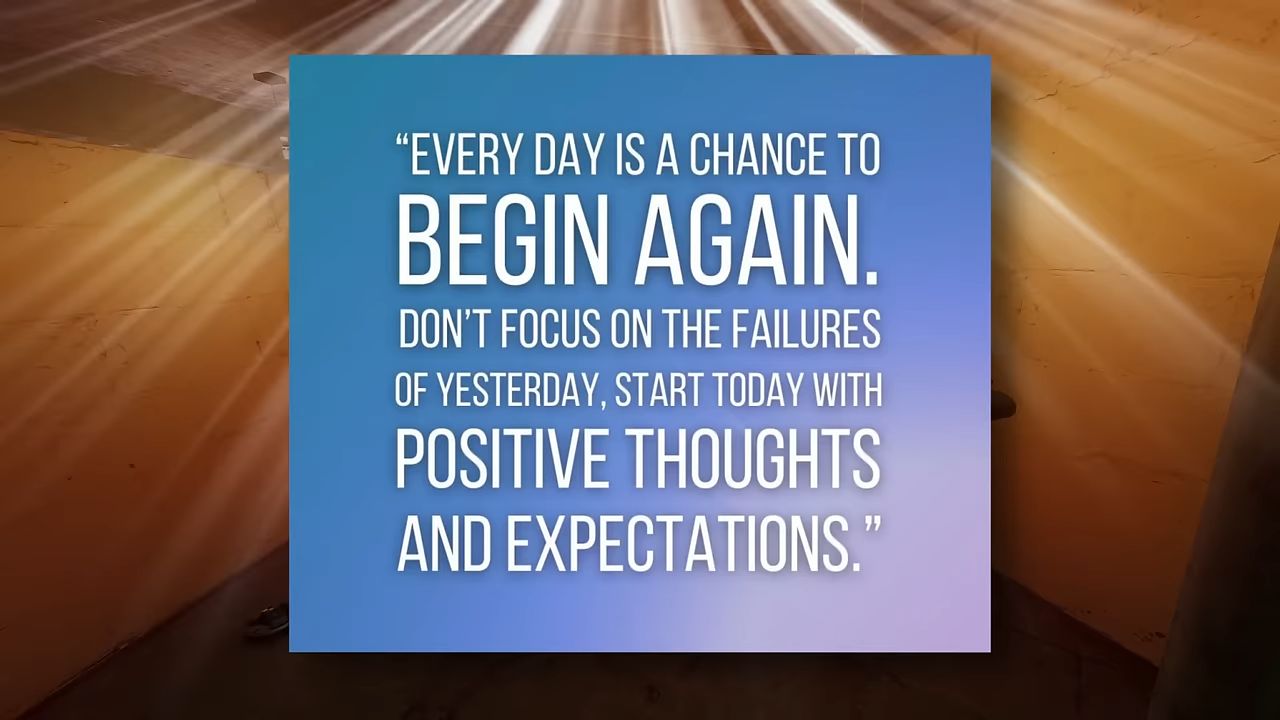 “EVERY DAY IS A CHANCE TO
BEGIN AGAIN.
DON’T FOCUS ON THE FAILURES
OF YESTERDAY, START TODAY WITH
POSITIVE THOUGHTS
AND EXPECTATIONS.”